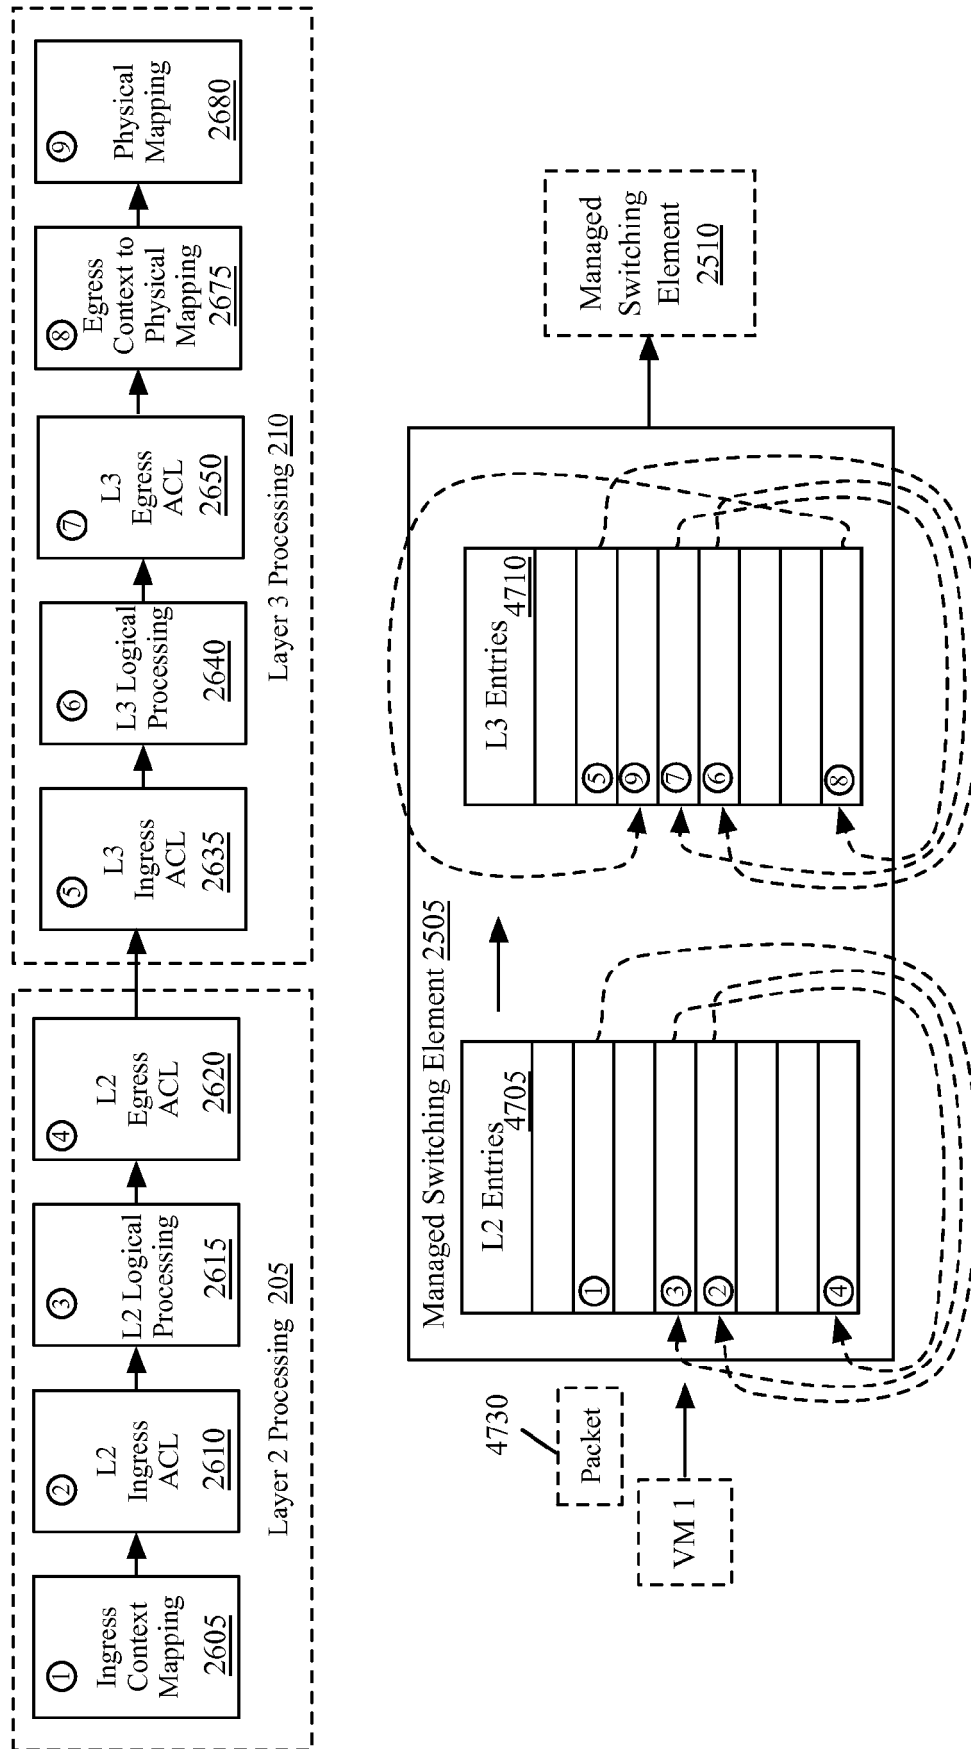 ①
Ingress
Context
Mapping
2605
②
L2
Ingress
ACL
2610
③
L2 Logical
Processing
2615
④
L2
Egress
ACL
2620
Layer 2 Processing 205
⑤
L3
Ingress
ACL
2635
⑥
L3 Logical
Processing
2640
⑦
L3
Egress
ACL
2650
⑧
Egress
Context to
Physical
Mapping
2675
⑨
Physical
Mapping
2680
Layer 3 Processing 210
4730
Packet
VM 1
Managed Switching Element 2505
L2 Entries
4705
①
③
②
④
L3 Entries
4710
⑤
⑨
⑦
⑥
⑧
Managed
Switching
Element
2510